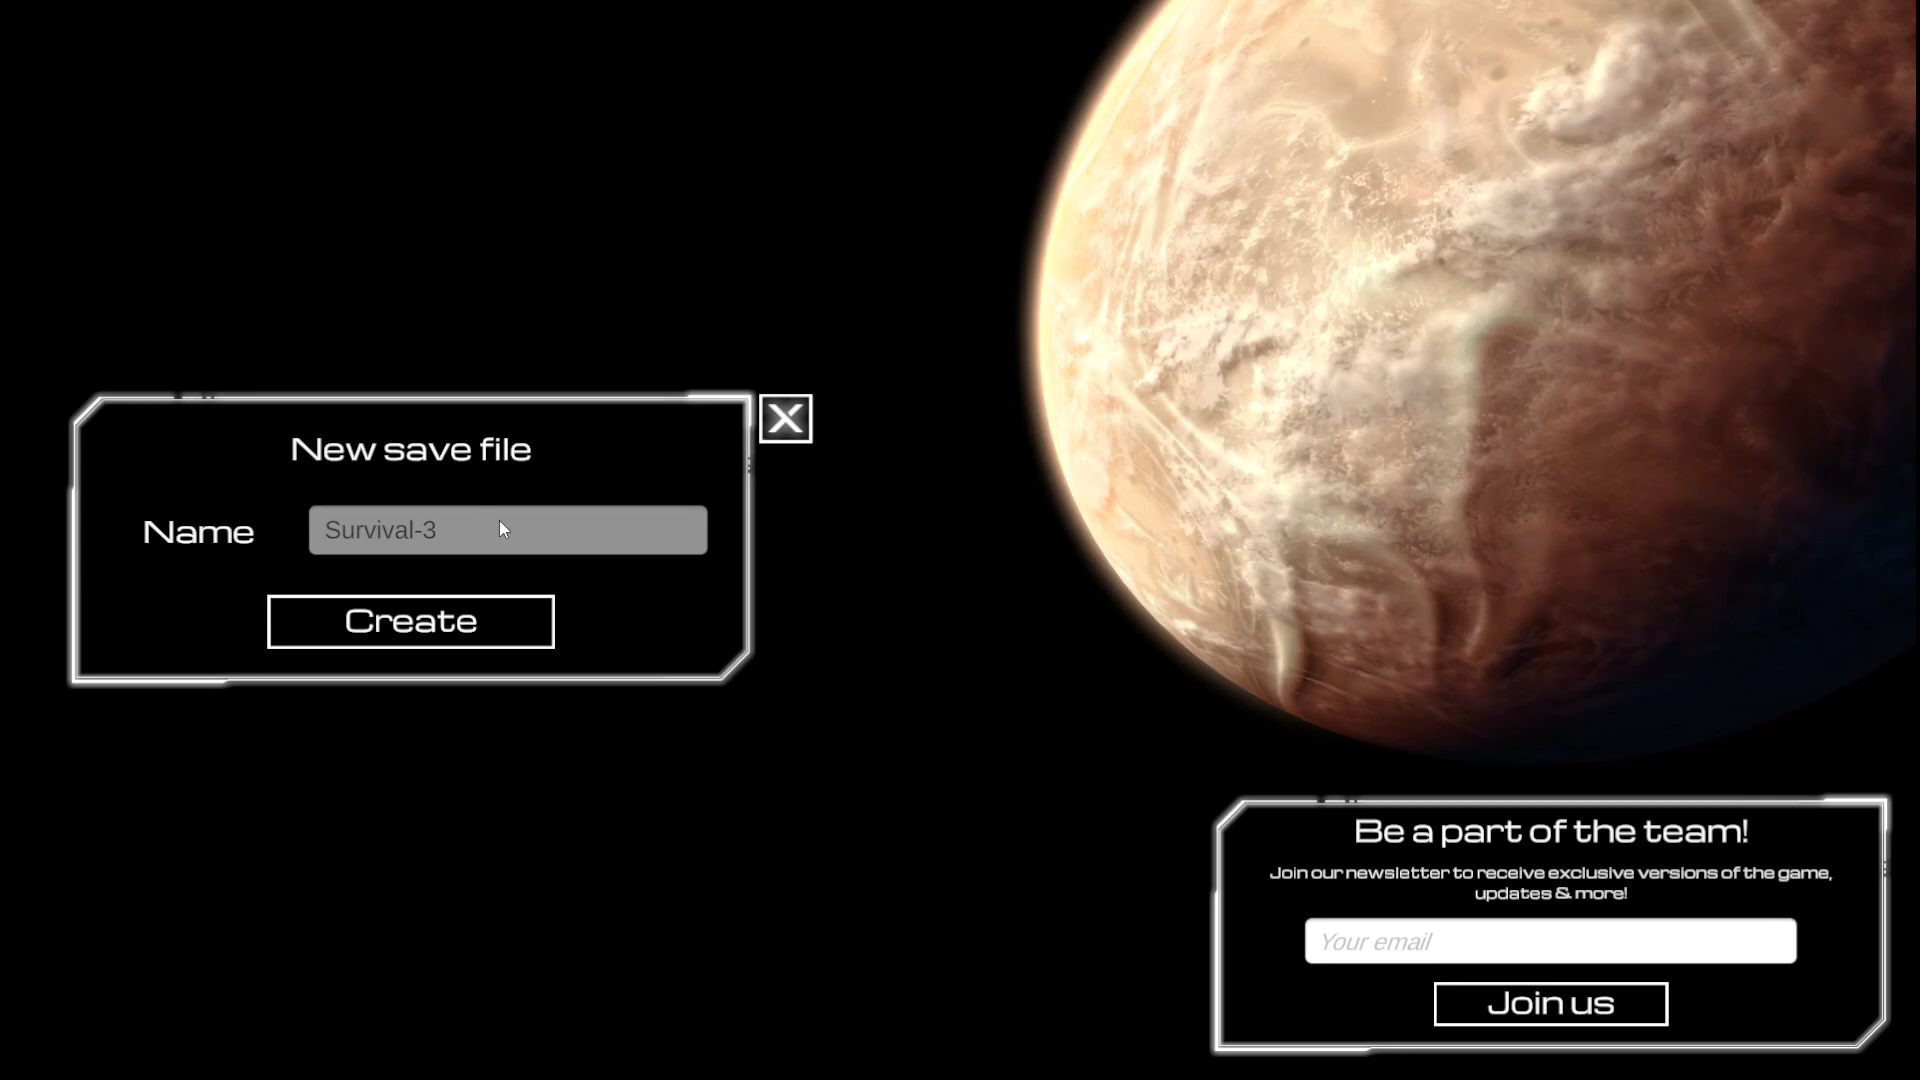 New save file
Name
Survival-3
Create
X
Be a part of the team!
Join our newsletter to receive exclusive versions of the game,
updates & more!
Your email
Join us